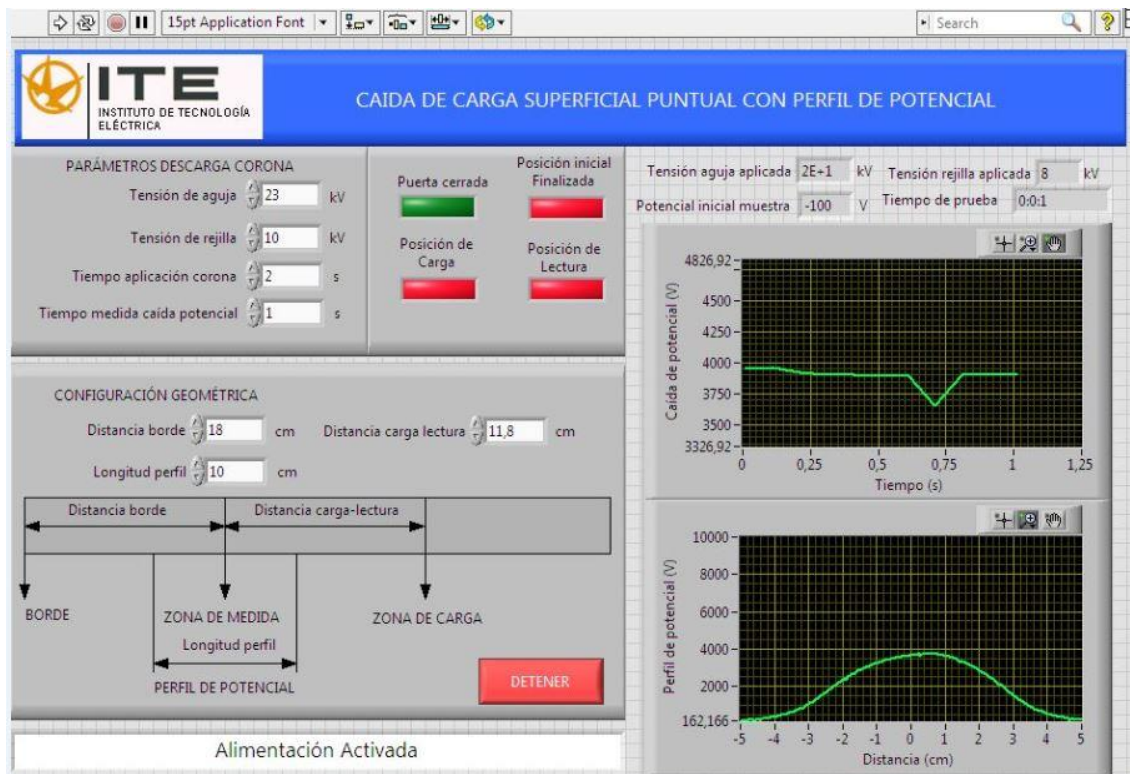 15pt Application Font
Search
ITE
INSTITUTO DE TECNOLOGÍA
ELÉCTRICA
CAIDA DE CARGA SUPERFICIAL PUNTUAL CON PERFIL DE POTENCIAL
PARÁMETROS DESCARGA CORONA
Tensión de aguja 23 kV
Tensión de rejilla 10 kV
Tiempo aplicación corona 2 s
Tiempo medida caída potencial 1 s
Puerta cerrada
Posición inicial
Finalizada
Posición de
Carga
Posición de
Lectura
Tensión aguja aplicada 2E+1 kV Tensión rejilla aplicada 8 kV
Potencial inicial muestra -100 V Tiempo de prueba 0:0:1
4826,92
4500
4250
4000
3750
3500
3326,92
Caída de potencial (V)
0 0,25 0,5 0,75 1 1,25
Tiempo (s)
CONFIGURACIÓN GEOMÉTRICA
Distancia borde 18 cm Distancia carga lectura 11,8 cm
Longitud perfil 10 cm
Distancia borde Distancia carga-lectura
BORDE ZONA DE MEDIDA ZONA DE CARGA
Longitud perfil
PERFIL DE POTENCIAL
DETENER
10000
8000
6000
4000
2000
162,166
Perfil de potencial (V)
-5 -4 -3 -2 -1 0 1 2 3 4 5
Distancia (cm)
Alimentación Activada